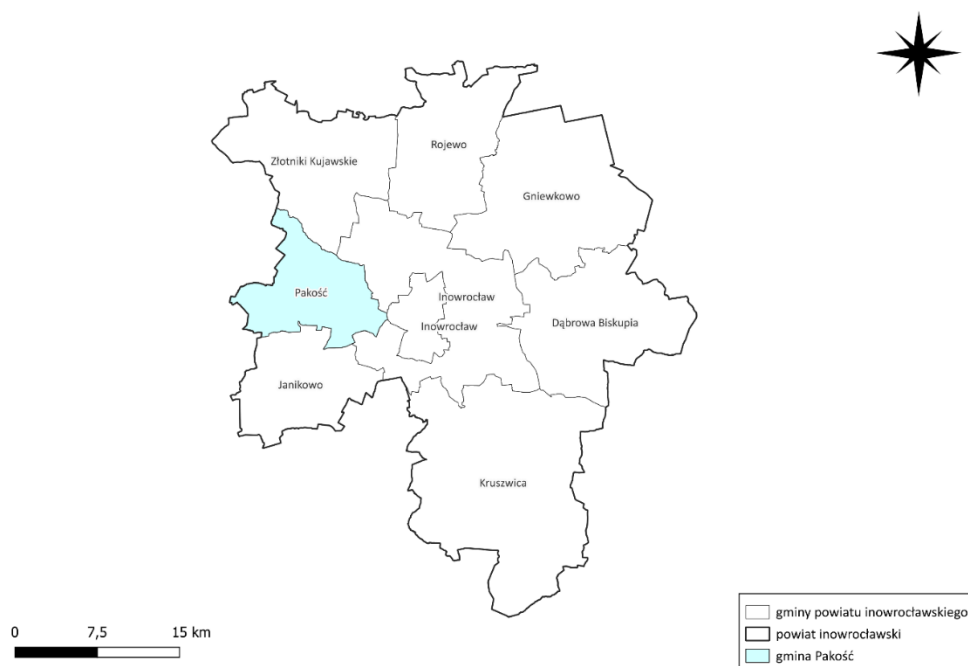 Rojewo
Złotniki Kujawskie
Gniewkowo
Pakość
Inowrocław
Inowrocław
Dąbrowa Biskupia
Janikowo
Kruszwica
0 7,5 15 km
gminy powiatu inowrocławskiego
powiat inowrocławski
gmina Pakość